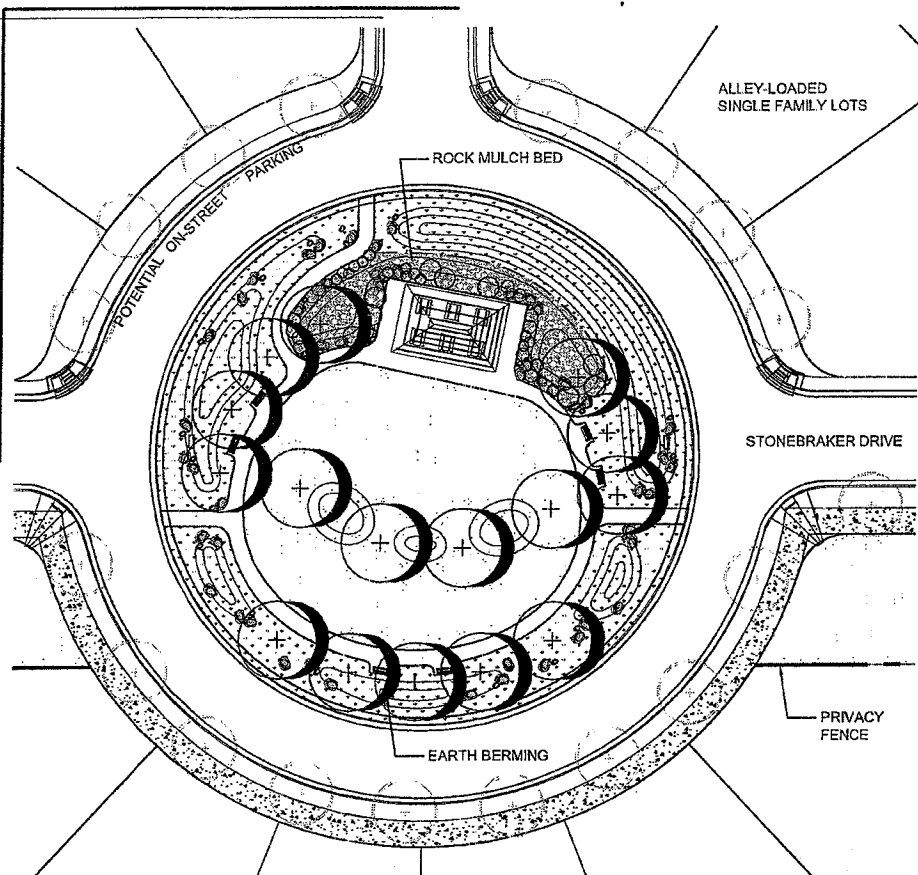 ALLEY-LOADED
SINGLE FAMILY LOTS
ROCK MULCH BED
POTENTIAL ON-STREET PARKING
STONEBRAKER DRIVE
PRIVACY
FENCE
EARTH BERMING